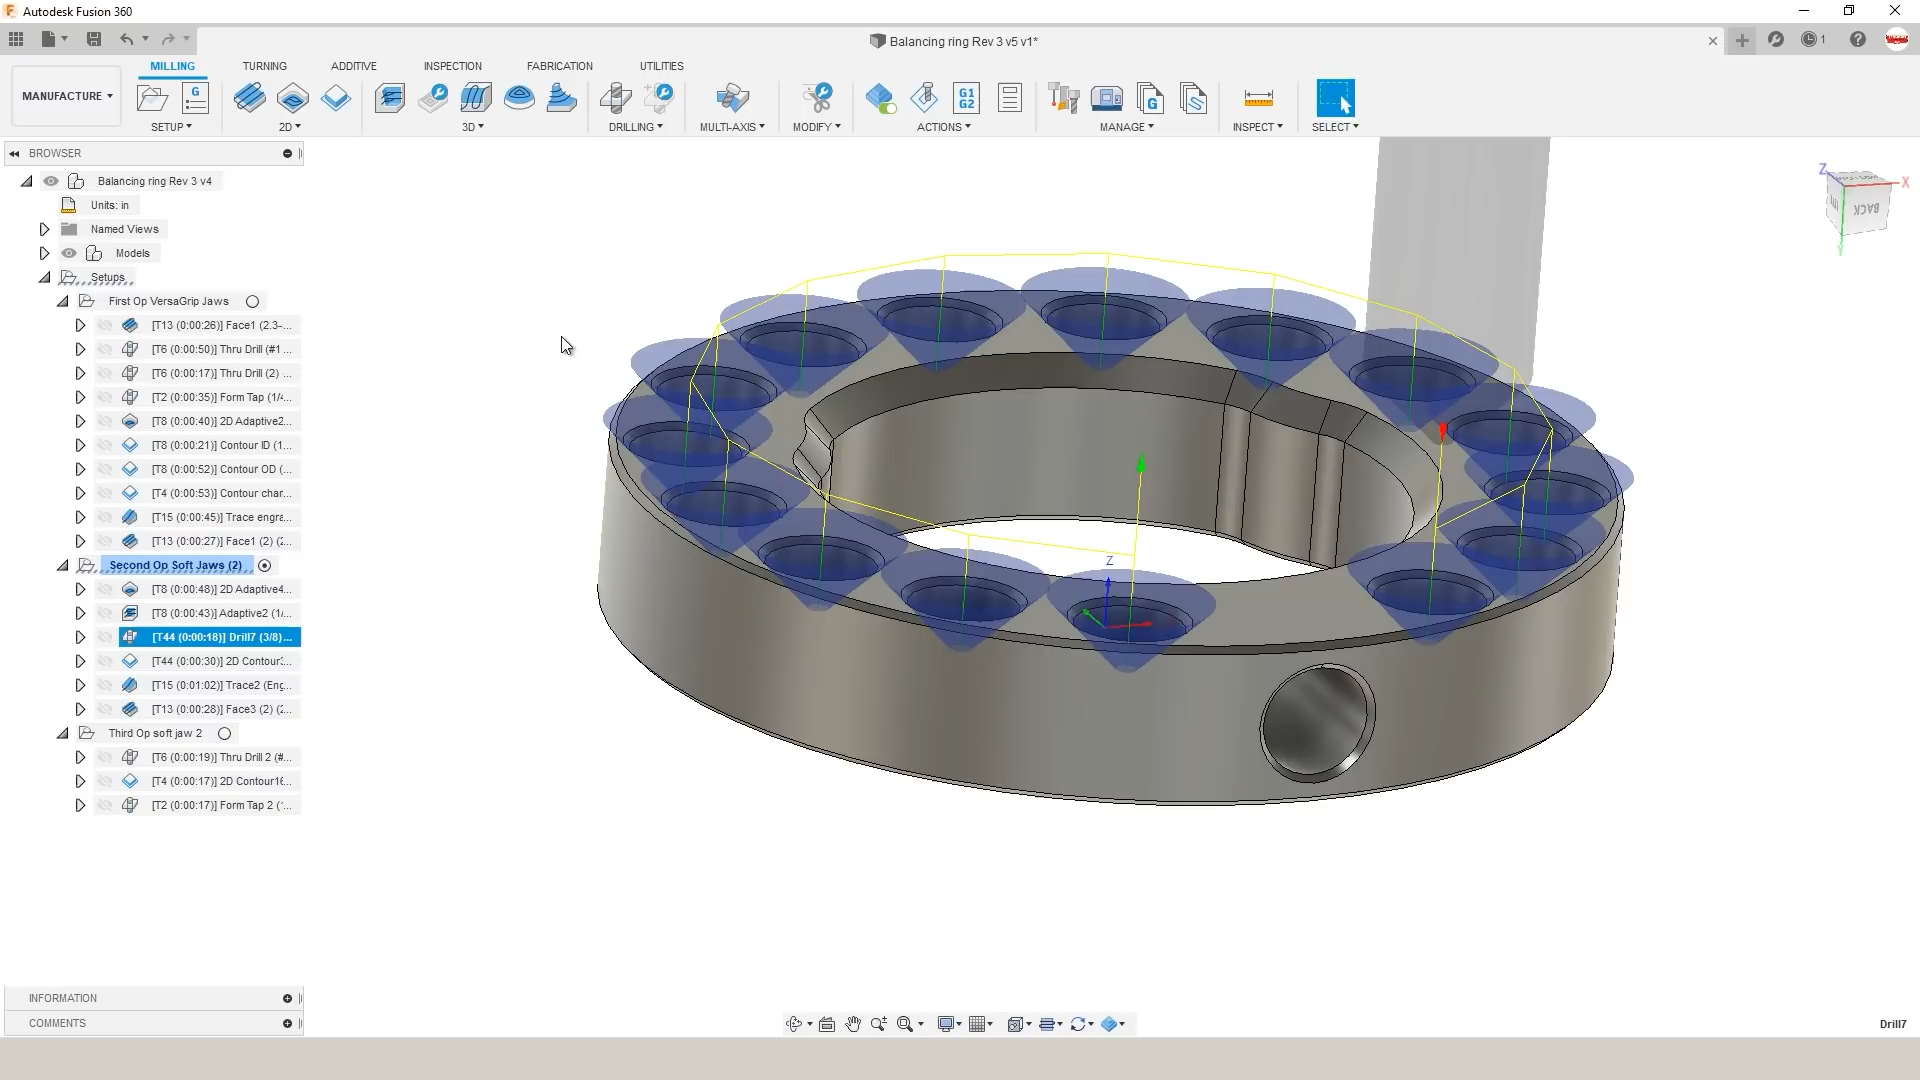 Autodesk Fusion 360
1
Balancing ring Rev 3 v5 v1*
MILLING TURNING ADDITIVE INSPECTION FABRICATION UTILITIES
MANUFACTURE
G
G1
G2
G
SETUP 2D 3D DRILLING MULTI-AXIS MODIFY ACTIONS MANAGE INSPECT SELECT
BROWSER
Balancing ring Rev 3 v4
Units: in
Named Views
Models
Setups
First Op VersaGrip Jaws
[T13 (0:00:26)] Face1 (2.3-...
[T6 (0:00:50)] Thru Drill (#1 ...
[T6 (0:00:17)] Thru Drill (2) ...
[T2 (0:00:35)] Form Tap (1/4...
[T8 (0:00:40)] 2D Adaptive2...
[T8 (0:00:21)] Contour ID (1...
[T8 (0:00:52)] Contour OD (...
[T4 (0:00:53)] Contour char...
[T15 (0:00:45)] Trace engra...
[T13 (0:00:27)] Face1 (2) (2...
Second Op Soft Jaws (2)
[T8 (0:00:48)] 2D Adaptive4...
[T8 (0:00:43)] Adaptive2 (1/...
[T44 (0:00:18)] Drill7 (3/8)...
[T44 (0:00:30)] 2D Contour...
[T15 (0:01:02)] Trace2 (Eng...
[T13 (0:00:28)] Face3 (2) (2...
Third Op soft jaw 2
[T6 (0:00:19)] Thru Drill 2 (#...
[T4 (0:00:17)] 2D Contour16...
[T2 (0:00:17)] Form Tap 2 (...
Z
X
BACK
Y
Z
INFORMATION
COMMENTS
Drill7